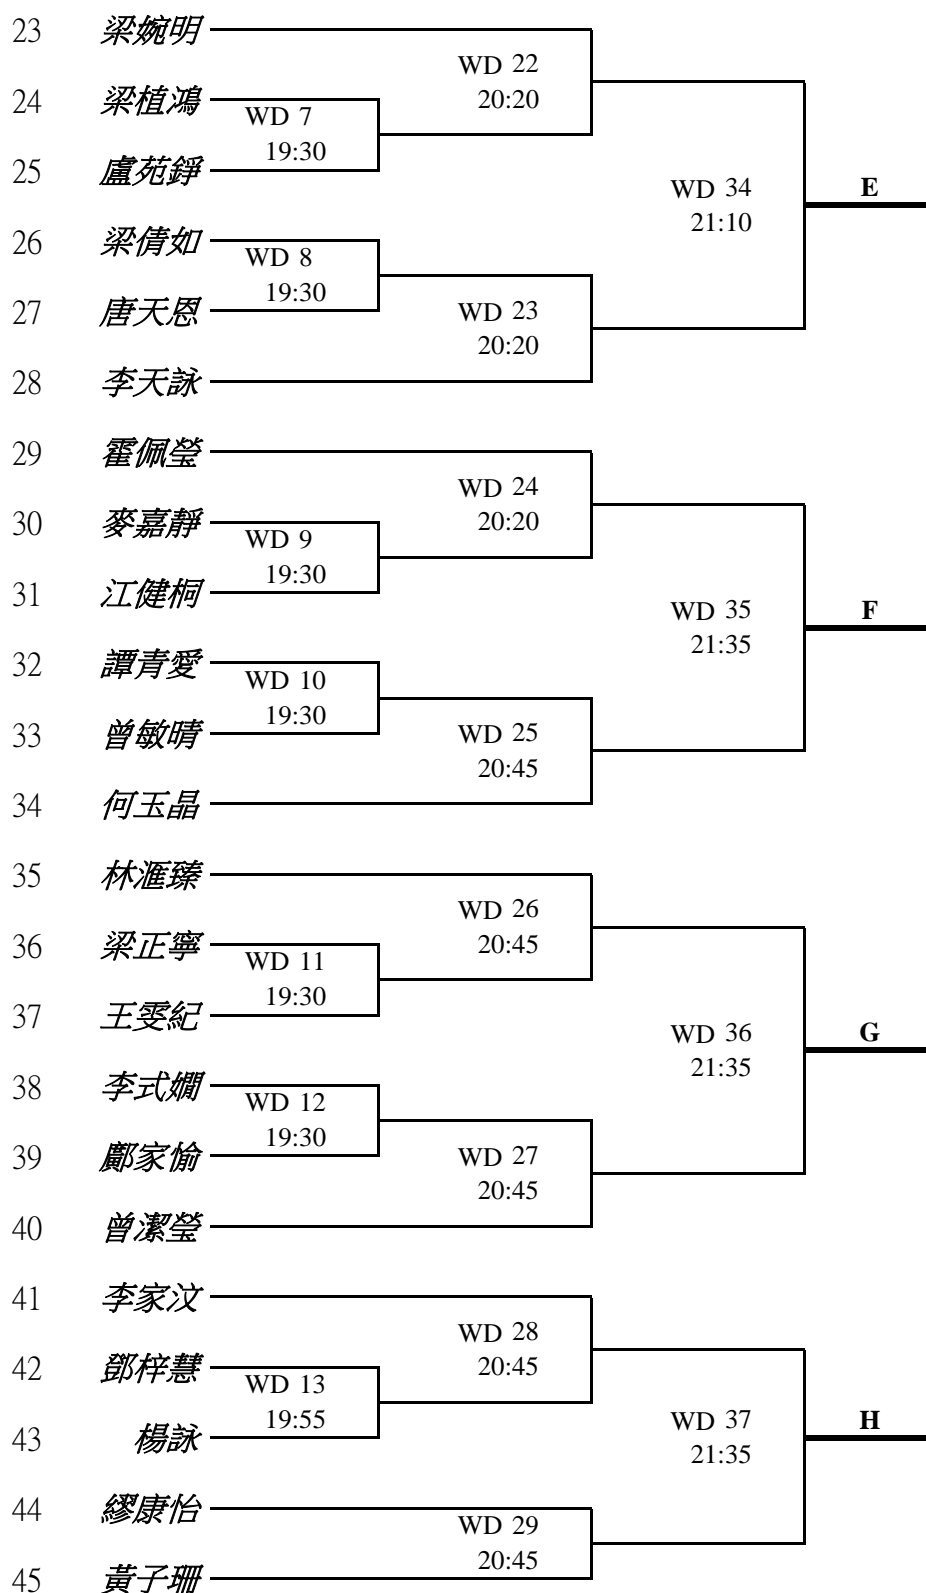 23 梁婉明
WD 22
20:20
24 梁植鴻
WD 7
19:30
25 盧苑錚
WD 34
21:10
E
26 梁倩如
WD 8
19:30
27 唐天恩
WD 23
20:20
28 李天詠
29 霍佩瑩
WD 24
20:20
30 麥嘉靜
WD 9
19:30
31 江健桐
WD 35
21:35
F
32 譚青愛
WD 10
19:30
33 曾敏晴
WD 25
20:45
34 何玉晶
35 林滙臻
WD 26
20:45
36 梁正寧
WD 11
19:30
37 王雯紀
WD 36
21:35
G
38 李式嫺
WD 12
19:30
39 鄺家愉
WD 27
20:45
40 曾潔瑩
41 李家汶
WD 28
20:45
42 鄧梓慧
WD 13
19:55
43 楊詠
WD 37
21:35
H
44 繆康怡
WD 29
20:45
45 黃子珊